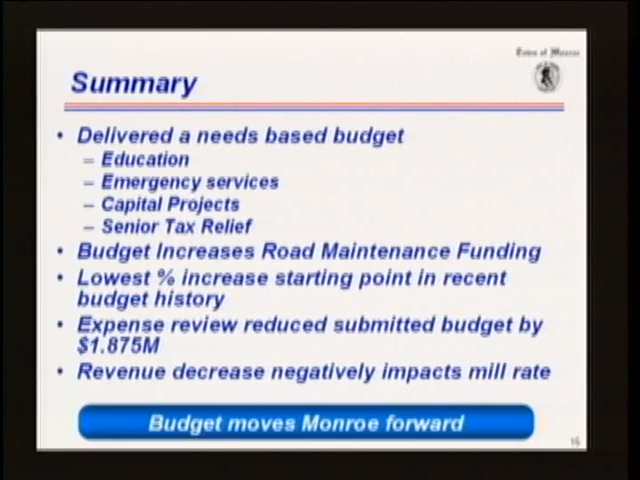 Town of Monroe
Summary
• Delivered a needs based budget
– Education
– Emergency services
– Capital Projects
– Senior Tax Relief
• Budget Increases Road Maintenance Funding
• Lowest % increase starting point in recent
budget history
• Expense review reduced submitted budget by
$1.875M
• Revenue decrease negatively impacts mill rate
Budget moves Monroe forward